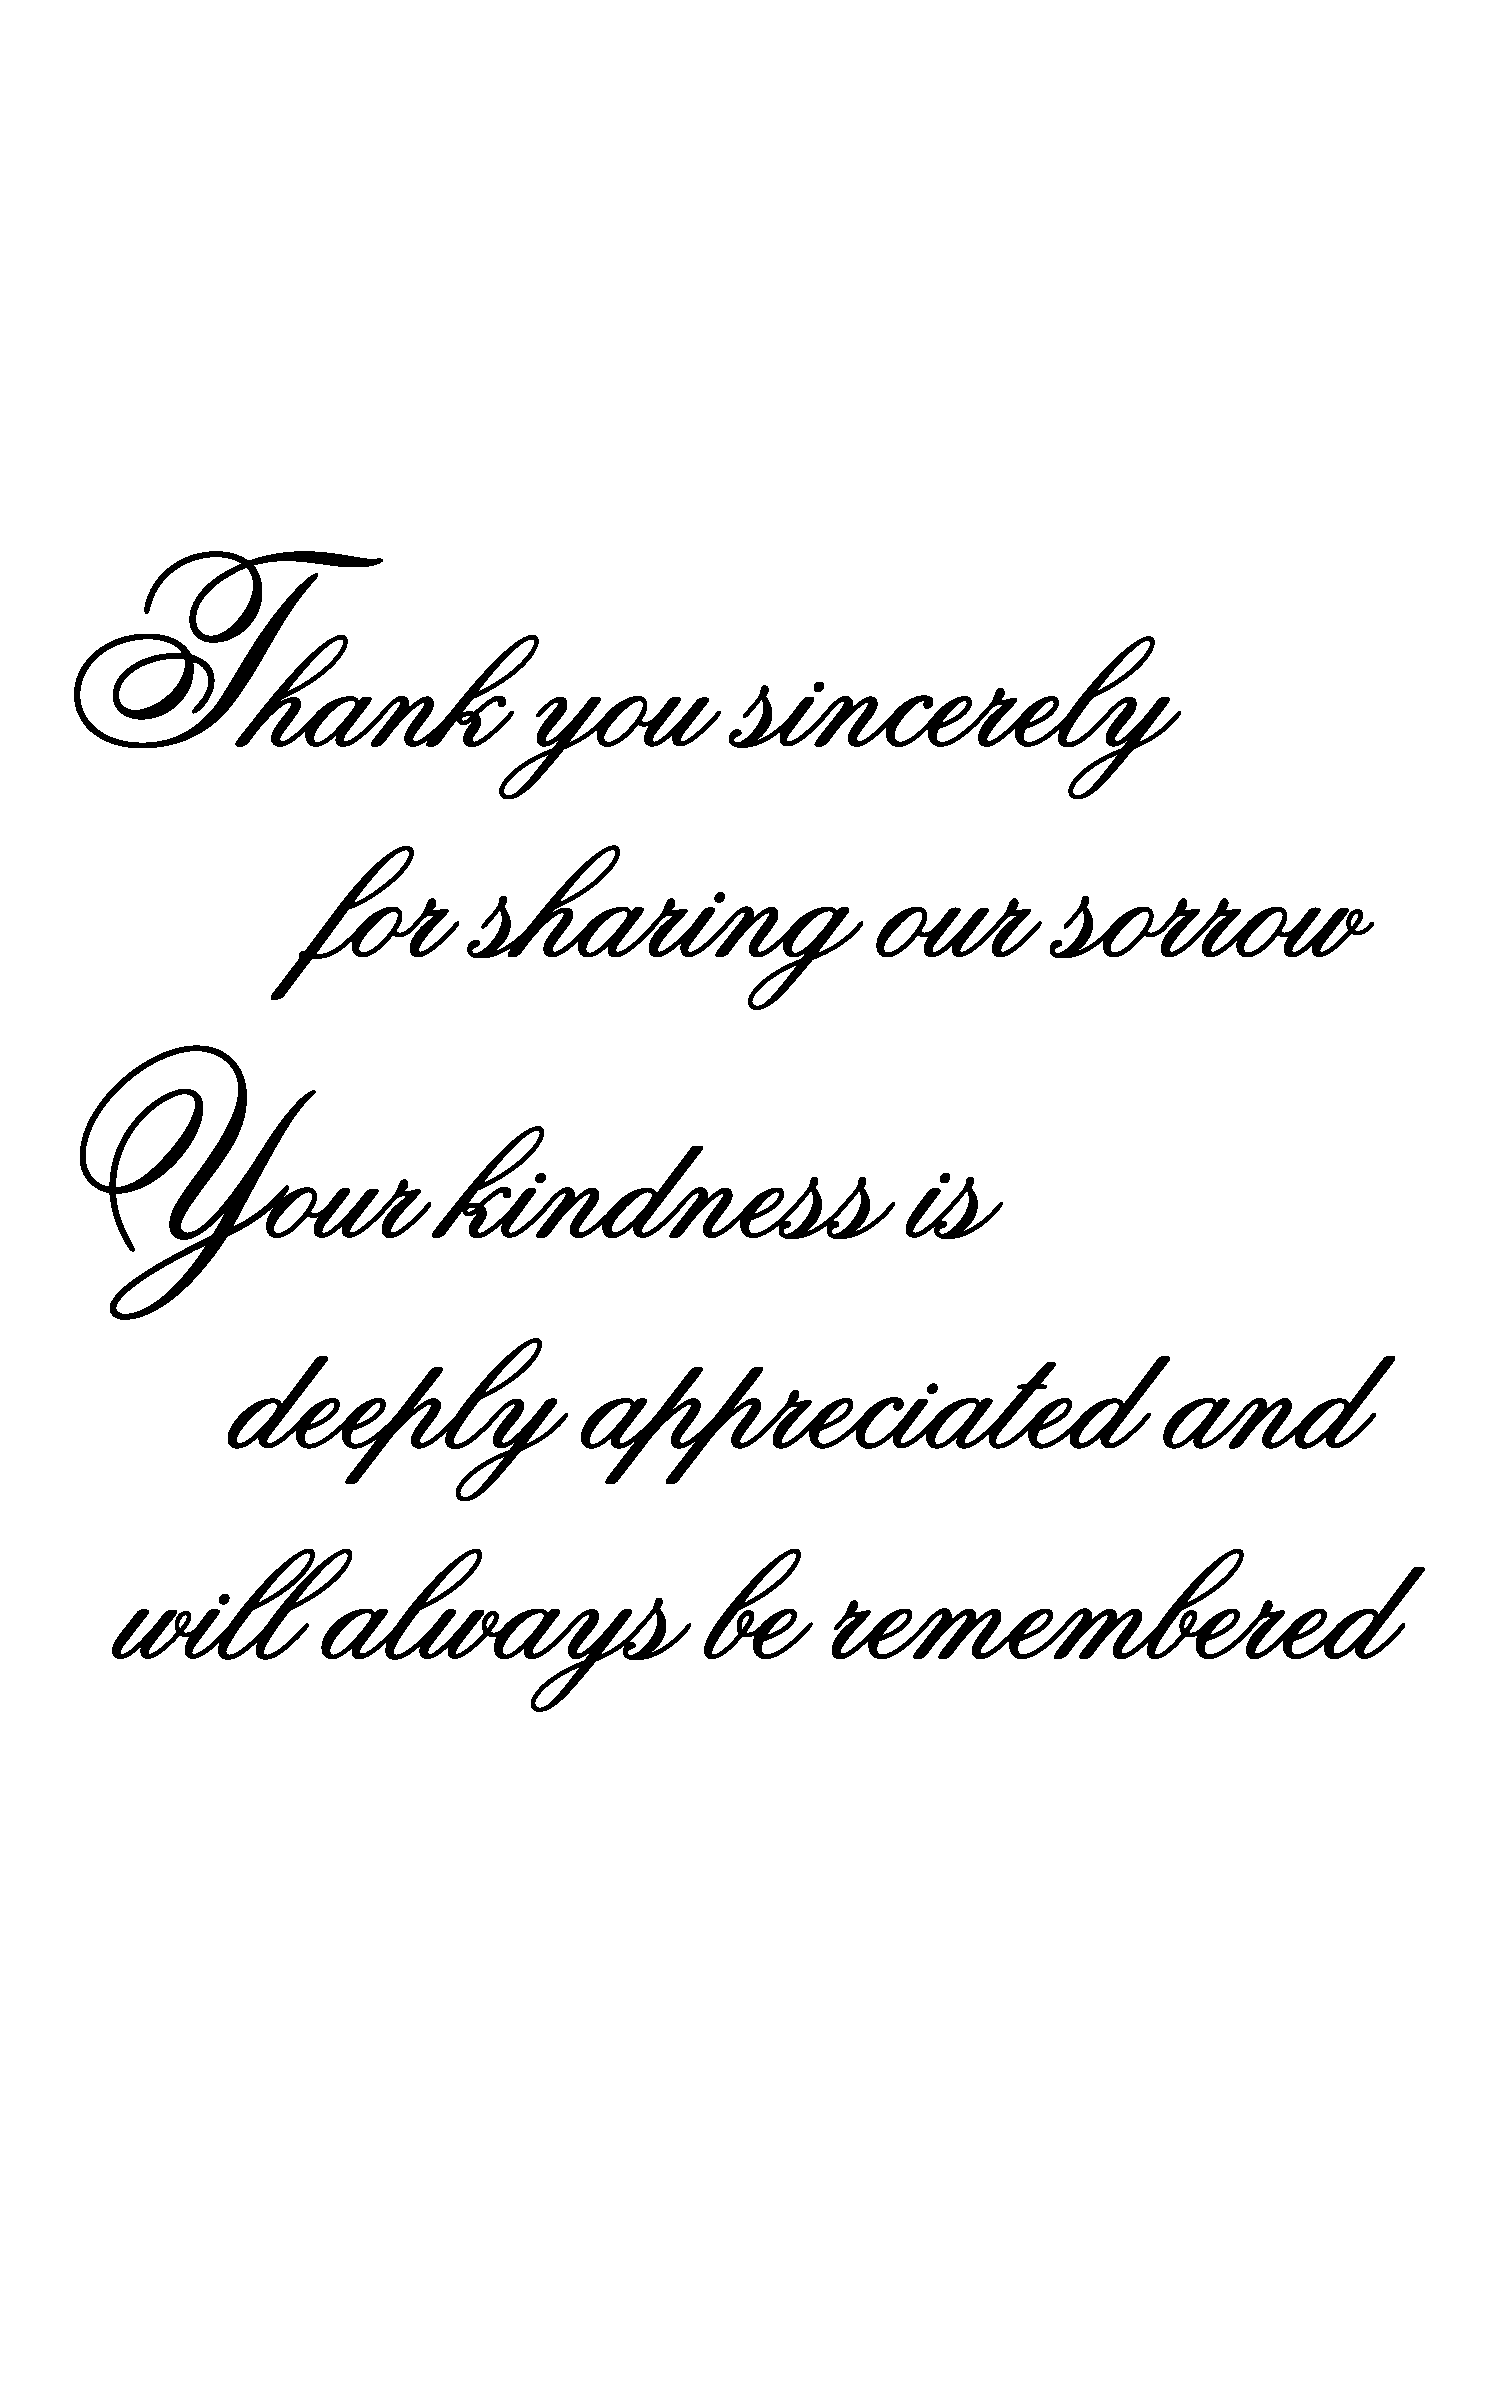 Thank you sincerely
for sharing our sorrow
Your kindness is
deeply appreciated and
will always be remembered